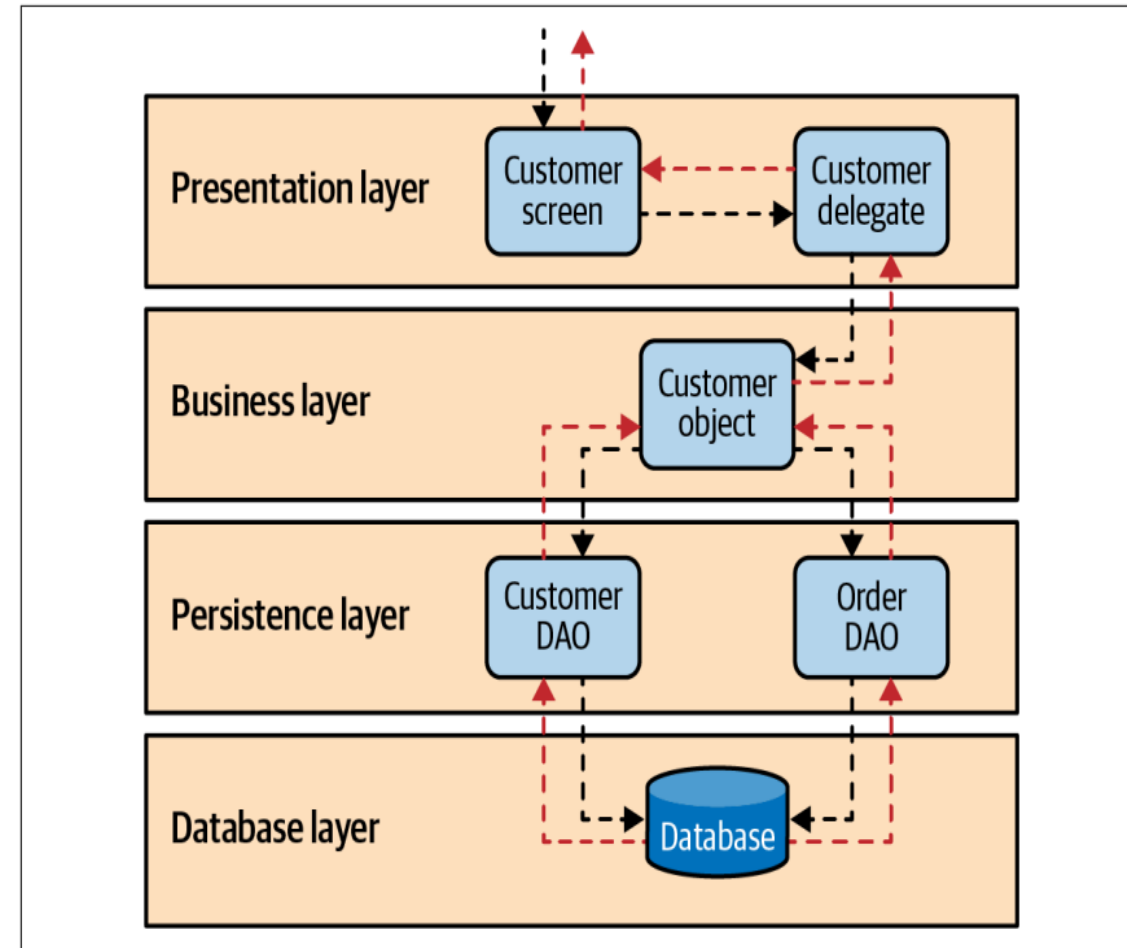 Presentation layer
Customer
screen
Customer
delegate
Business layer
Customer
object
Persistence layer
Customer
DAO
Order
DAO
Database layer
Database